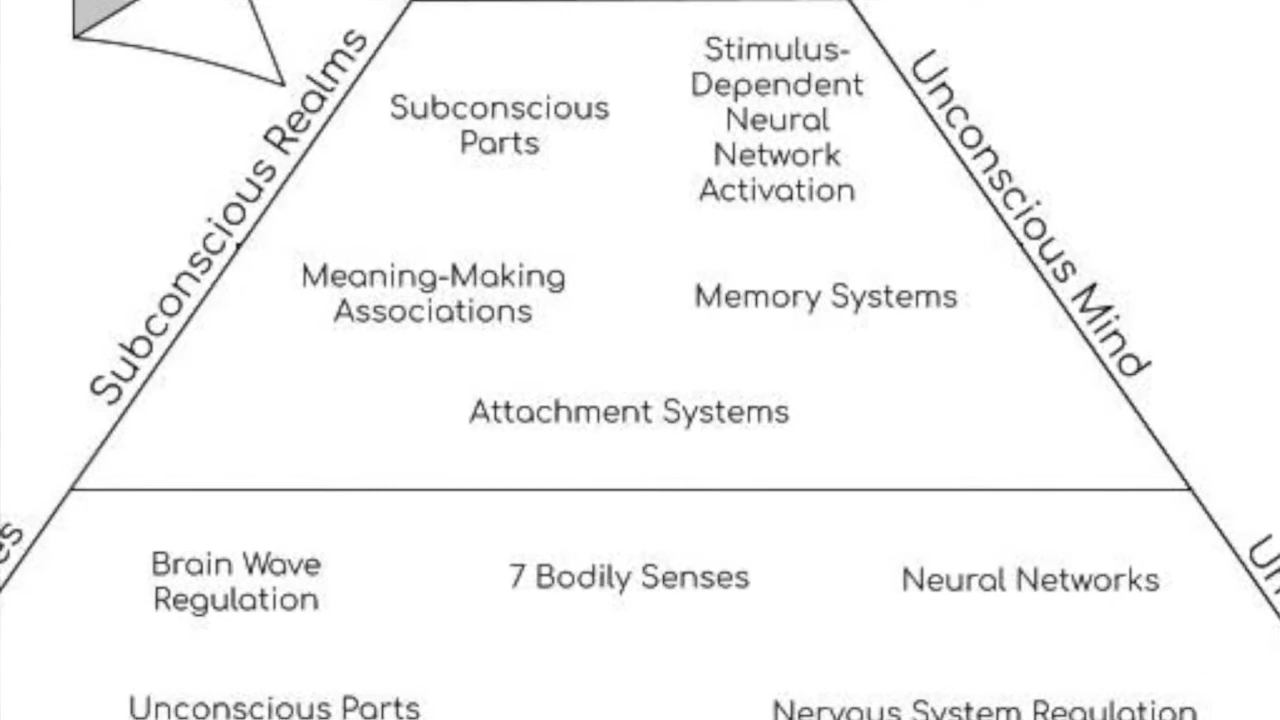 Subconscious Realms
Subconscious
Parts
Stimulus-
Dependent
Neural
Network
Activation
Unconscious Mind
Meaning-Making
Associations
Memory Systems
Attachment Systems
Brain Wave
Regulation
7 Bodily Senses
Neural Networks
Unconscious Parts
Nervous System Regulation